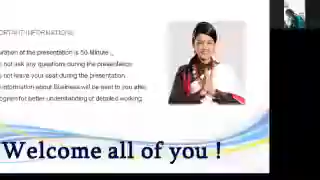 PORTANT INFORMATIONS
uration of the presentation is 50 Minute .,
o not ask any questions during the presentation.
o not leave your seat during the presentation.
information about Business will be sent to you after
ogram for better understanding of detailed working
Welcome all of you !